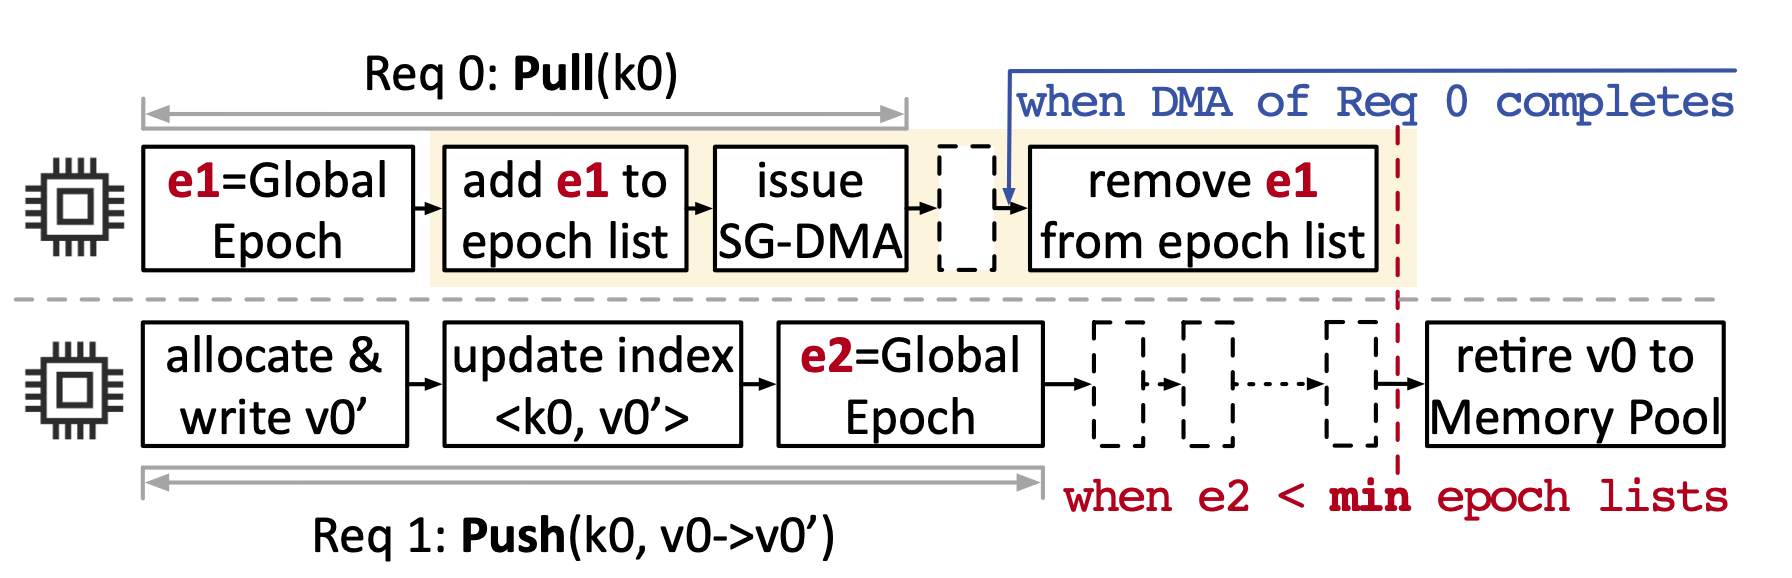 Req 0: Pull(k0)
when DMA of Req 0 completes
e1=Global
Epoch
add e1 to
epoch list
issue
SG-DMA
remove e1
from epoch list
allocate &
write v0’
update index
<k0, v0’>
e2=Global
Epoch
retire v0 to
Memory Pool
when e2 < min epoch lists
Req 1: Push(k0, v0->v0’)